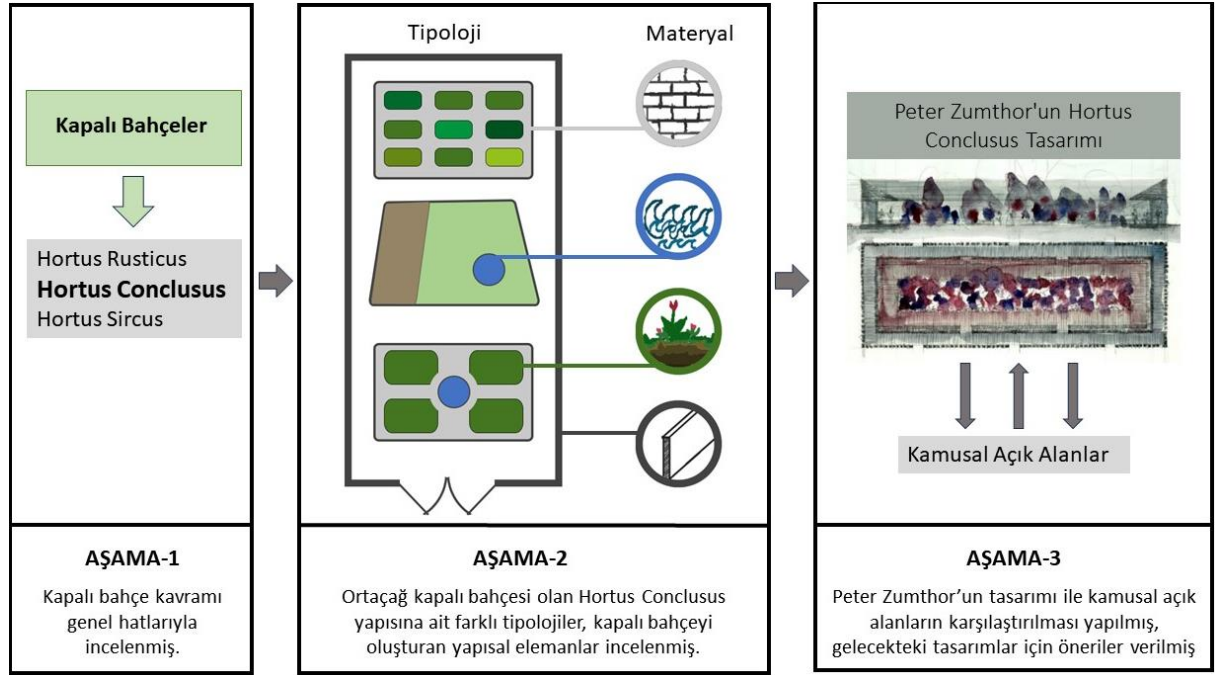 Kapalı Bahçeler
Hortus Rusticus
Hortus Conclusus
Hortus Sircus
AŞAMA-1
Kapalı bahçe kavramı
genel hatlarıyla
incelenmiş.
Tipoloji
Materyal
AŞAMA-2
Ortaçağ kapalı bahçesi olan Hortus Conclusus
yapısına ait farklı tipolojiler, kapalı bahçeyi
oluşturan yapısal elemanlar incelenmiş.
Peter Zumthor'un Hortus
Conclusus Tasarımı
Kamusal Açık Alanlar
AŞAMA-3
Peter Zumthor’un tasarımı ile kamusal açık
alanların karşılaştırılması yapılmış,
gelecekteki tasarımlar için öneriler verilmiş